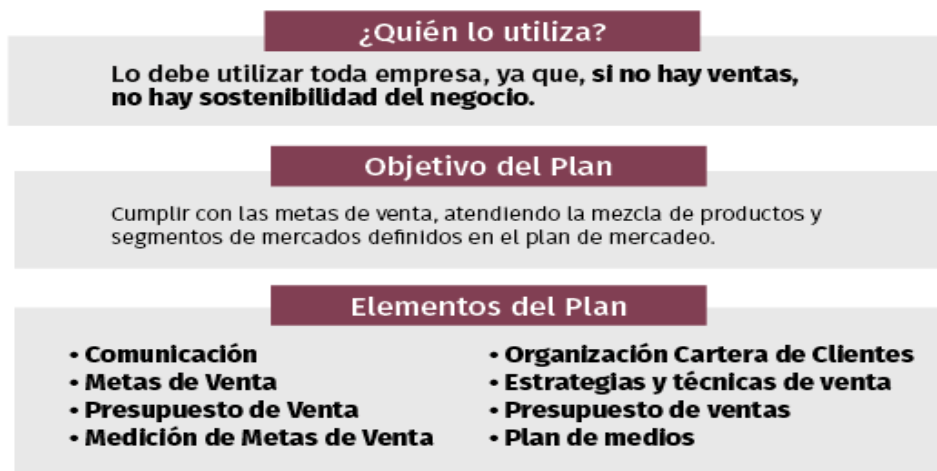 ¿Quién lo utiliza?
Lo debe utilizar toda empresa, ya que, si no hay ventas,
no hay sostenibilidad del negocio.
Objetivo del Plan
Cumplir con las metas de venta, atendiendo la mezcla de productos y
segmentos de mercados definidos en el plan de mercadeo.
Elementos del Plan
• Comunicación
• Metas de Venta
• Presupuesto de Venta
• Medición de Metas de Venta
• Organización Cartera de Clientes
• Estrategias y técnicas de venta
• Presupuesto de ventas
• Plan de medios